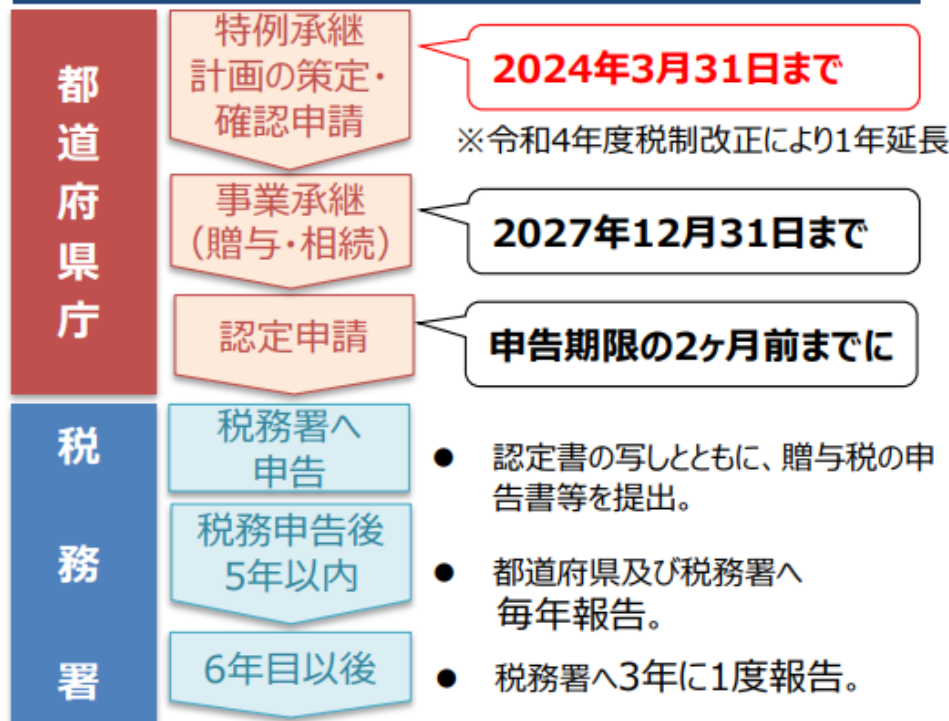 都道府県庁
特例承継
計画の策定・
確認申請
2024年3月31日まで
※令和4年度税制改正により1年延長
事業承継
（贈与・相続）
2027年12月31日まで
認定申請
申告期限の2ヶ月前までに
税務署
税務署へ
申告
● 認定書の写しとともに、贈与税の申
告書等を提出。
税務申告後
5年以内
● 都道府県及び税務署へ
毎年報告。
6年目以後
● 税務署へ3年に1度報告。